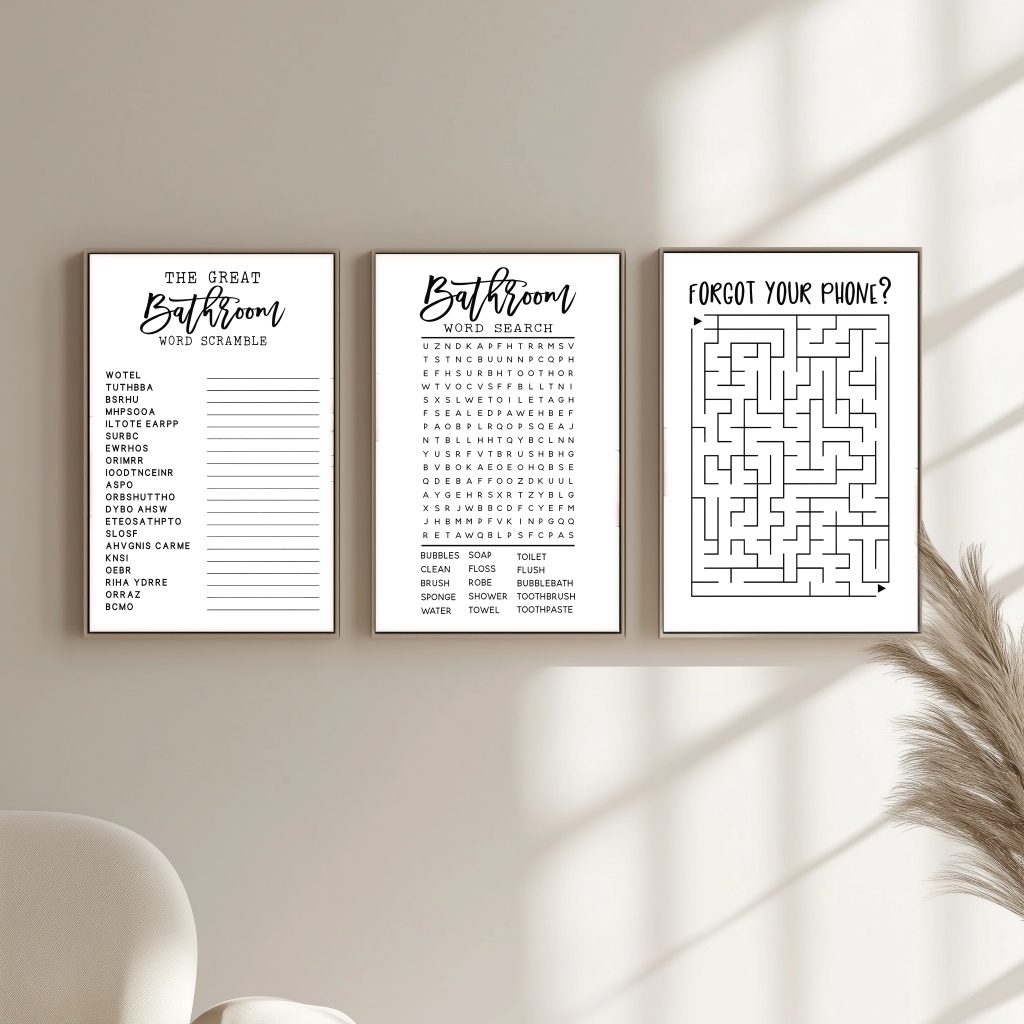 THE GREAT
Bathroom
WORD SCRAMBLE
WOTEL
TUTHBBA
BSRHU
MHPSOOA
ILTOTE EARPP
SURBC
EWRHOS
ORIMRR
IOODTNCEINR
ASPO
ORBSHUTTHO
DYBO AHSW
ETEOSATHPTO
SLOSF
AHVGNIS CARME
KNSI
OEBR
RIHA YDRRE
ORRAZ
BCMO
Bathroom
WORD SEARCH
U Z N D K A P F H T R R M S V
T S T N C B U U N N P C Q P H
E F H S U R B H T O O T H O R
W T V O C V S F F B L L T N I
S X S L W E T O I L E T A G H
F S E A L E D P A W E H B E F
P A O B P L R Q O P S Q E A J
N T B L L H H T Q Y B C L N N
Y U S R F V T B R U S H B H G
B V B O K A E O E O H Q B S E
Q D E B A F F O O Z D K U U L
A Y G E H R S X R T Z Y B L G
X S R J W B B C D F C Y E F M
J H B M M P F V K I N P G Q Q
R E T A W Q B L P S F C P A S
BUBBLES SOAP TOILET
CLEAN FLOSS FLUSH
BRUSH ROBE BUBBLEBATH
SPONGE SHOWER TOOTHBRUSH
WATER TOWEL TOOTHPASTE
FORGOT YOUR PHONE?